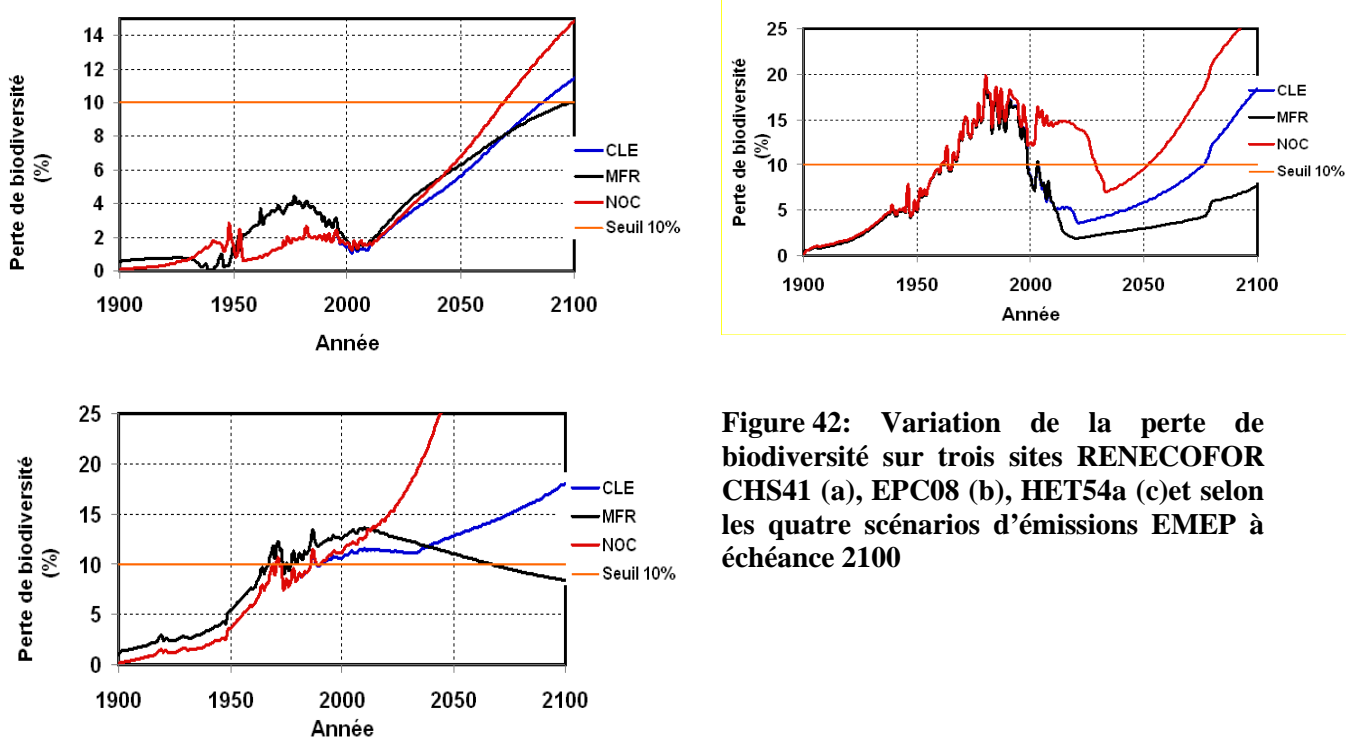 Perte de biodiversité
(%)
14
12
10
8
6
4
2
0
1900 1950 2000 2050 2100
Année
CLE
MFR
NOC
Seuil 10%
Perte de biodiversité
(%)
25
20
15
10
5
0
1900 1950 2000 2050 2100
Année
CLE
MFR
NOC
Seuil 10%
Perte de biodiversité
(%)
25
20
15
10
5
0
1900 1950 2000 2050 2100
Année
CLE
MFR
NOC
Seuil 10%
Figure 42: Variation de la perte de
biodiversité sur trois sites RENECOFOR
CHS41 (a), EPC08 (b), HET54a (c)et selon
les quatre scénarios d’émissions EMEP à
échéance 2100